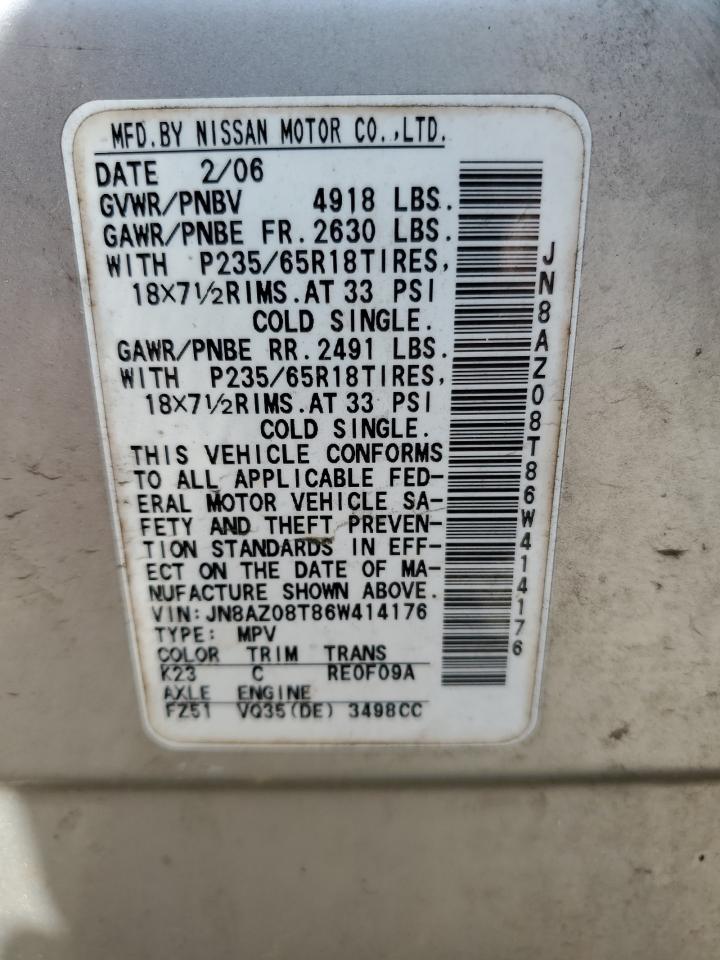 MFD.BY NISSAN MOTOR CO.,LTD.
DATE 2/06
GVWR/PNBV 4918 LBS.
GAWR/PNBE FR.2630 LBS.
WITH P235/65R18TIRES,
18×7½RIMS.AT 33 PSI
COLD SINGLE.
GAWR/PNBE RR.2491 LBS.
WITH P235/65R18TIRES,
18×7½RIMS.AT 33 PSI
COLD SINGLE.
THIS VEHICLE CONFORMS
TO ALL APPLICABLE FED-
ERAL MOTOR VEHICLE SA-
FETY AND THEFT PREVEN-
TION STANDARDS IN EFF-
ECT ON THE DATE OF MA-
NUFACTURE SHOWN ABOVE.
VIN:JN8AZ08T86W414176
TYPE: MPV
COLOR TRIM TRANS
K23 C RE0F09A
AXLE ENGINE
FZ51 VQ35(DE) 3498CC
JN8AZ08T86W414176